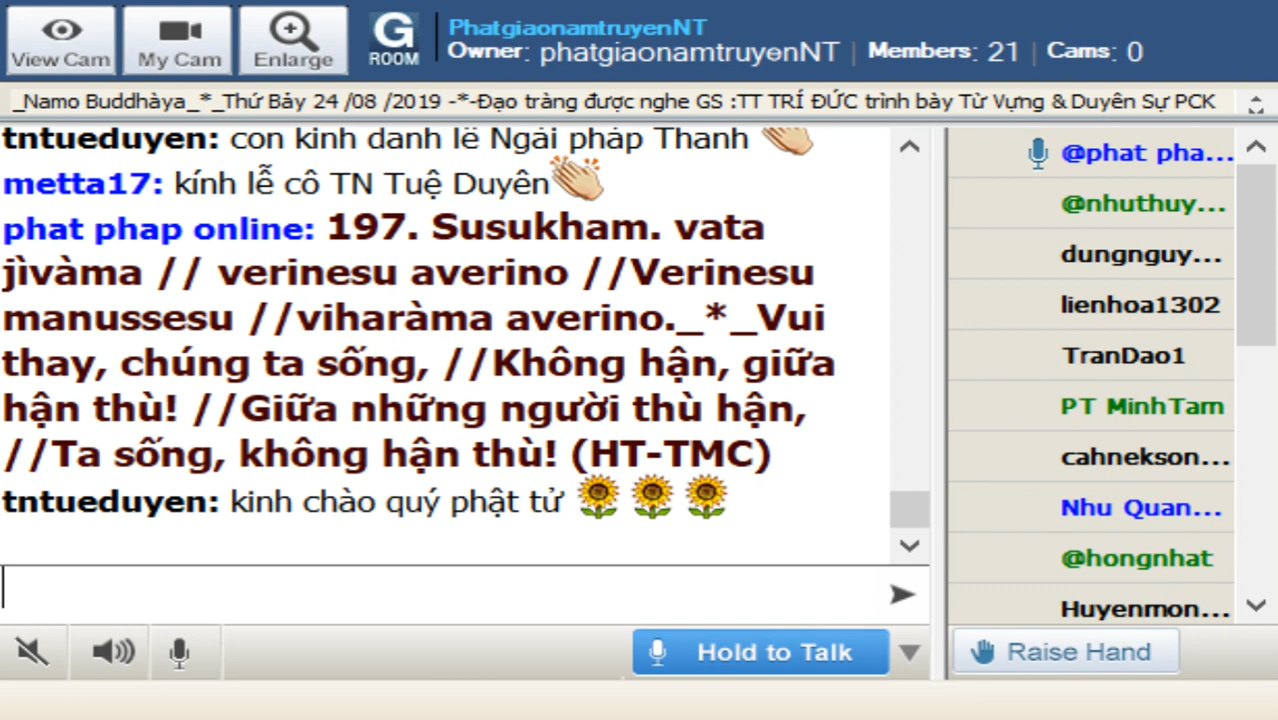 PhatgiaonamtruyenNT
View Cam My Cam Enlarge G ROOM Owner: phatgiaonamtruyenNT | Members: 21 | Cams: 0
_Namo Buddhàya_*_Thứ Bảy 24 /08 /2019 -*-Đạo tràng được nghe GS :TT TRÍ ĐỨC trình bày Từ Vựng & Duyên Sự PCK
tntueduyen: con kinh danh lê Ngài pháp Thanh
metta17: kính lễ cô TN Tuệ Duyên
phat phap online: 197. Susukham. vata
jìvàma // verinesu averino //Verinesu
manussesu //viharàma averino._*_Vui
thay, chúng ta sống, //Không hận, giữa
hận thù! //Giữa những người thù hận,
//Ta sống, không hận thù! (HT-TMC)
tntueduyen: kinh chào quý phật tử
@phat pha...
@nhuthuy...
dungnguy...
lienhoa1302
TranDao1
PT MinhTam
cahnekson...
Nhu Quan...
@hongnhat
Huyenmon...
Hold to Talk
Raise Hand